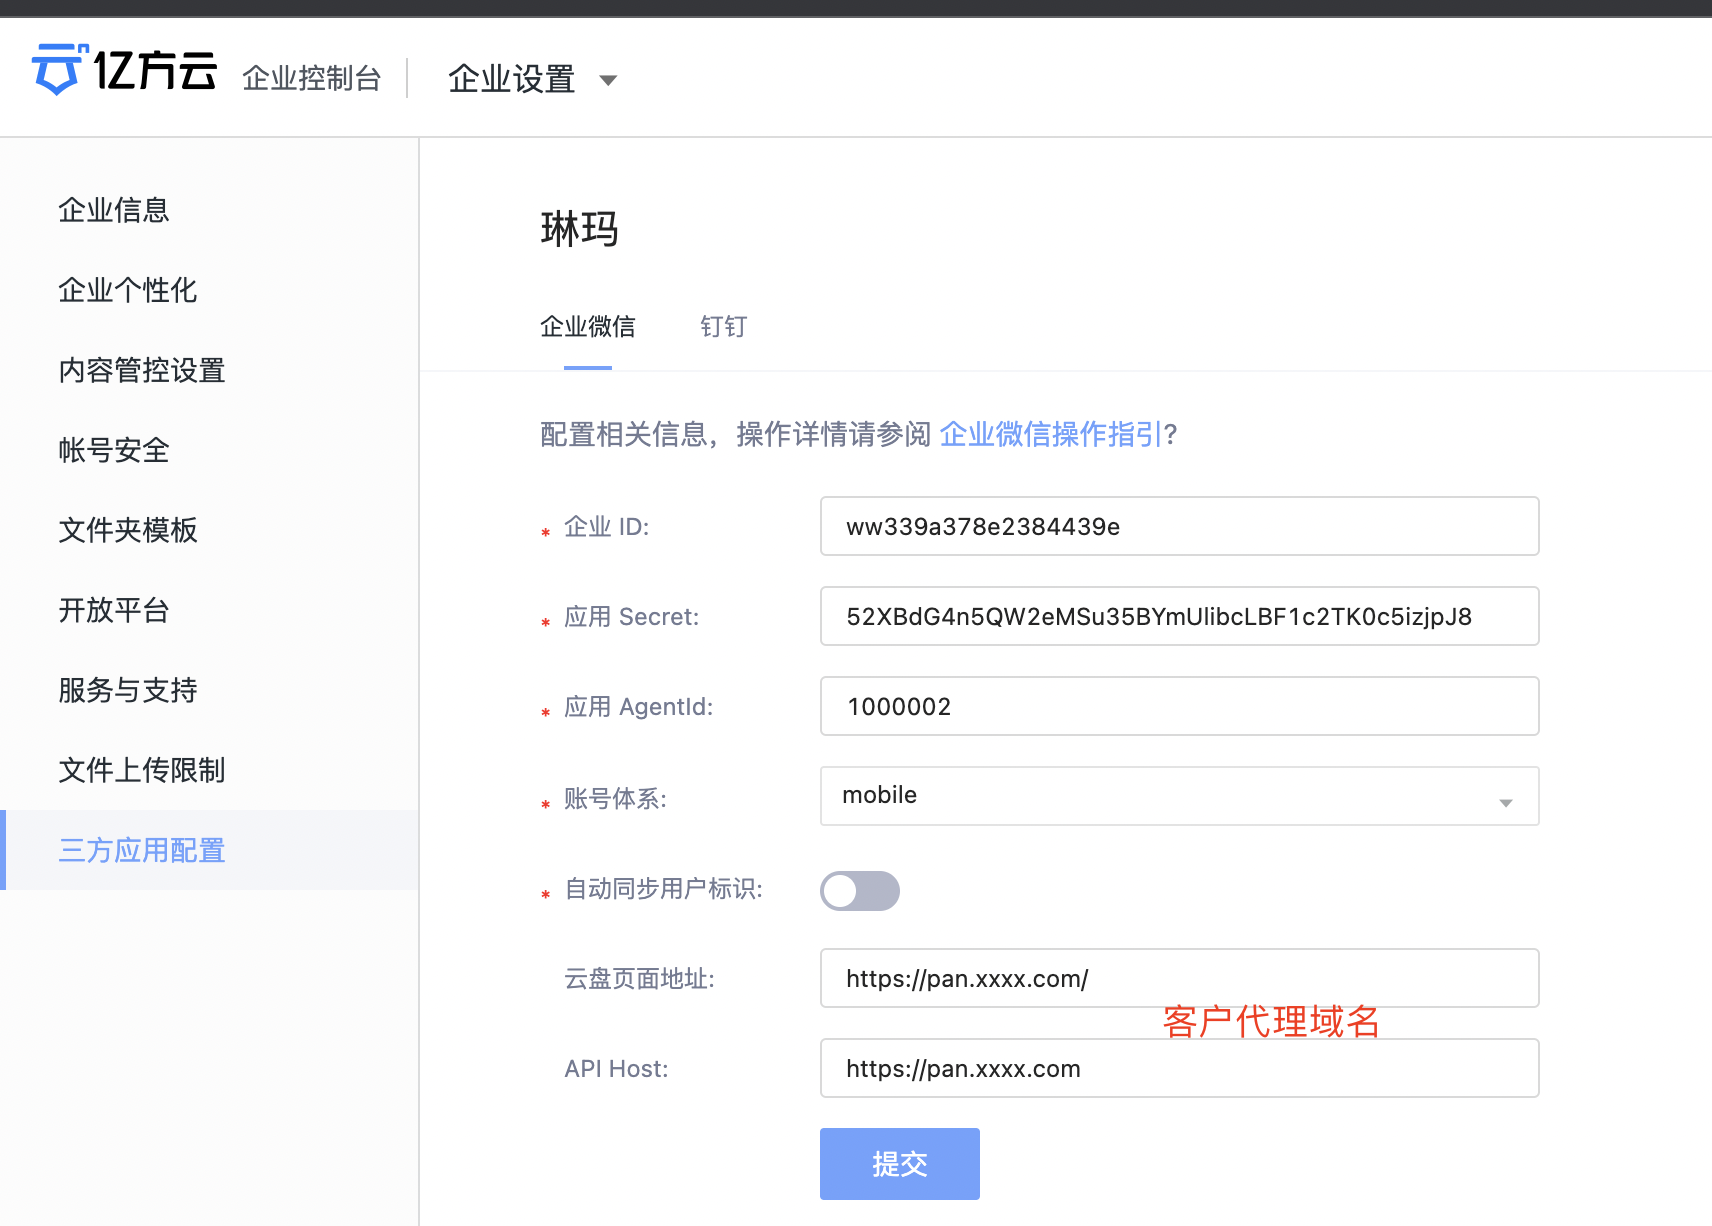 亿方云 企业控制台 企业设置
企业信息
企业个性化
内容管控设置
帐号安全
文件夹模板
开放平台
服务与支持
文件上传限制
三方应用配置
琳玛
企业微信 钉钉
配置相关信息，操作详情请参阅 企业微信操作指引?
* 企业 ID: ww339a378e2384439e
* 应用 Secret: 52XBdG4n5QW2eMSu35BYmUlibcLBF1c2TK0c5izjpJ8
* 应用 AgentId: 1000002
* 账号体系: mobile
* 自动同步用户标识:
云盘页面地址: https://pan.xxxx.com/
客户代理域名
API Host: https://pan.xxxx.com
提交